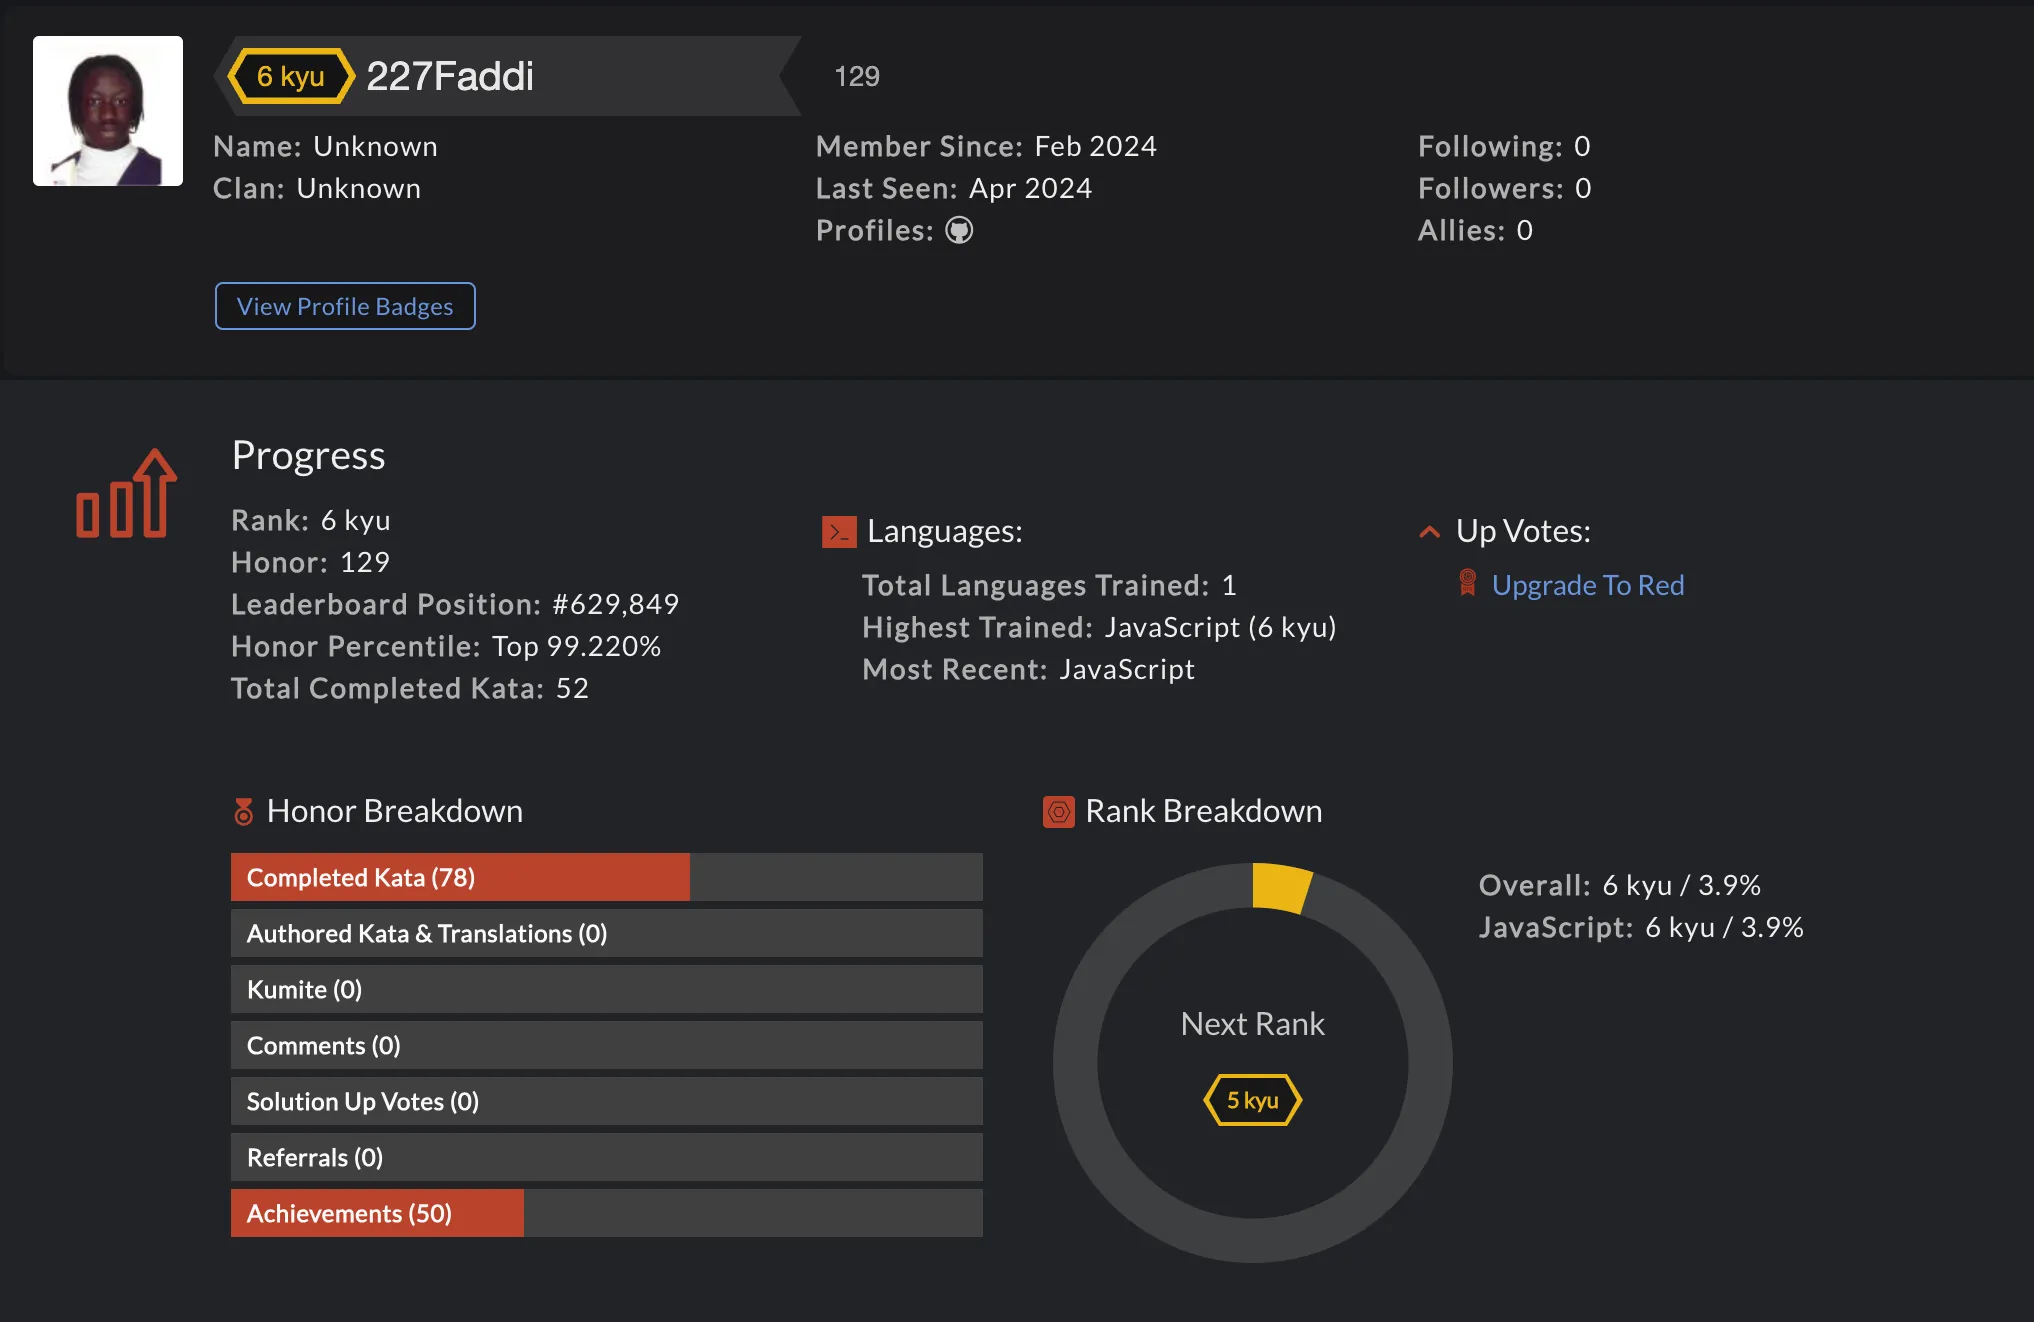 6 kyu 227Faddi 129
Name: Unknown
Clan: Unknown
Member Since: Feb 2024
Last Seen: Apr 2024
Profiles:
Following: 0
Followers: 0
Allies: 0
View Profile Badges
Progress
Rank: 6 kyu
Honor: 129
Leaderboard Position: #629,849
Honor Percentile: Top 99.220%
Total Completed Kata: 52
Languages:
Total Languages Trained: 1
Highest Trained: JavaScript (6 kyu)
Most Recent: JavaScript
Up Votes:
Upgrade To Red
Honor Breakdown
Completed Kata (78)
Authored Kata & Translations (0)
Kumite (0)
Comments (0)
Solution Up Votes (0)
Referrals (0)
Achievements (50)
Rank Breakdown
Next Rank
5 kyu
Overall: 6 kyu / 3.9%
JavaScript: 6 kyu / 3.9%